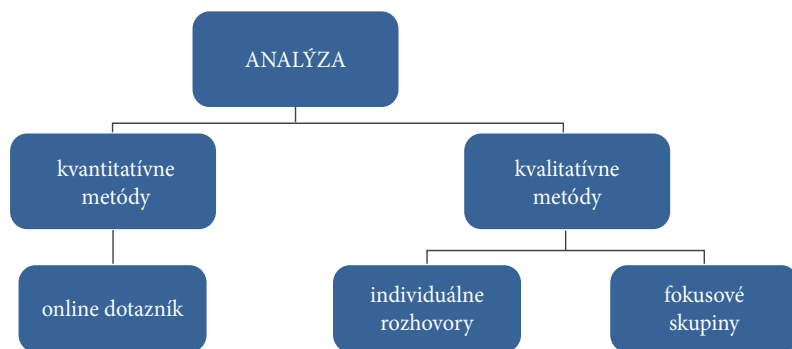 ANALÝZA
kvantitatívne
metódy
kvalitatívne
metódy
online dotazník
individuálne
rozhovory
fokusové
skupiny